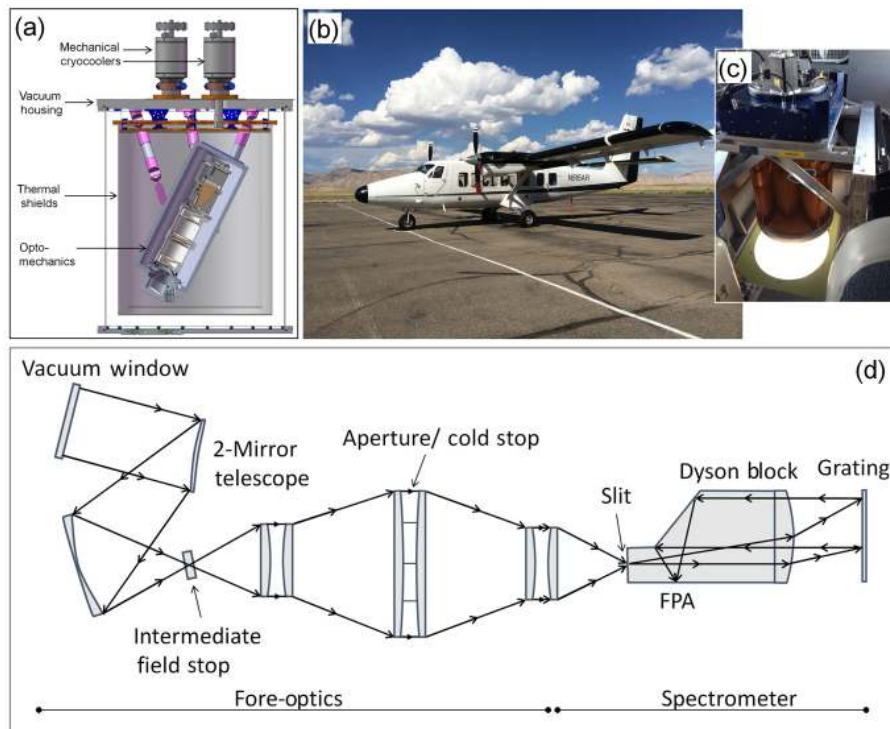 (a)
Mechanical
cryocoolers
Vacuum
housing
Thermal
shields
Opto-
mechanics
(b)
N615AR
(c)
(d)
Vacuum window
2-Mirror
telescope
Intermediate
field stop
Aperture/ cold stop
Slit
Dyson block
Grating
FPA
Fore-optics
Spectrometer